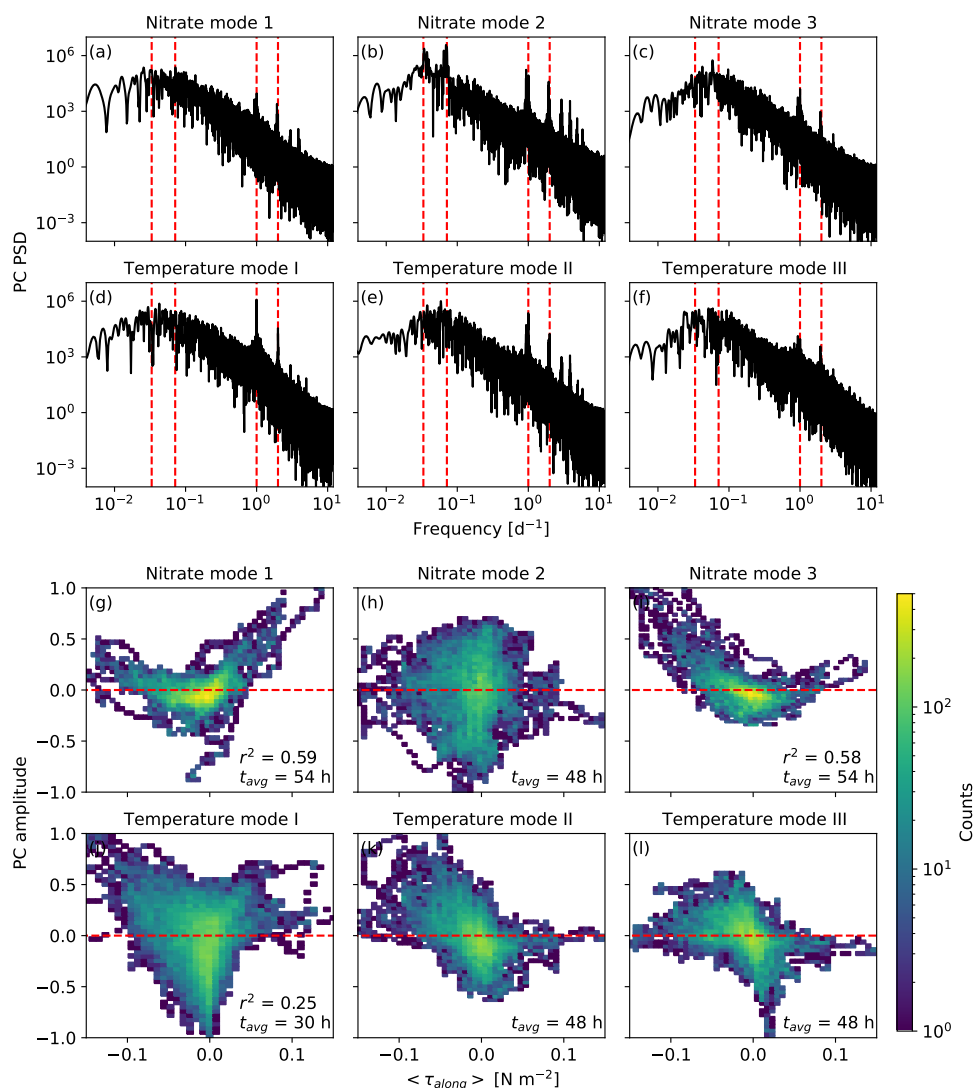 Nitrate mode 1 Nitrate mode 2 Nitrate mode 3
(a) (b) (c)
10^6
10^3
10^0
10^-3
PC PSD
Temperature mode I Temperature mode II Temperature mode III
(d) (e) (f)
10^6
10^3
10^0
10^-3
10^-2 10^-1 10^0 10^1 10^-2 10^-1 10^0 10^1 10^-2 10^-1 10^0 10^1
Frequency [d^-1]
Nitrate mode 1 Nitrate mode 2 Nitrate mode 3
(g) (h) (i)
1.0
0.5
0.0
−0.5
−1.0
r^2 = 0.59
t_avg = 54 h
t_avg = 48 h
r^2 = 0.58
t_avg = 54 h
PC amplitude
Temperature mode I Temperature mode II Temperature mode III
(j) (k) (l)
1.0
0.5
0.0
−0.5
−1.0
r^2 = 0.25
t_avg = 30 h
t_avg = 48 h
t_avg = 48 h
−0.1 0.0 0.1 −0.1 0.0 0.1 −0.1 0.0 0.1
< τ_along > [N m^−2]
10^2
10^1
10^0
Counts